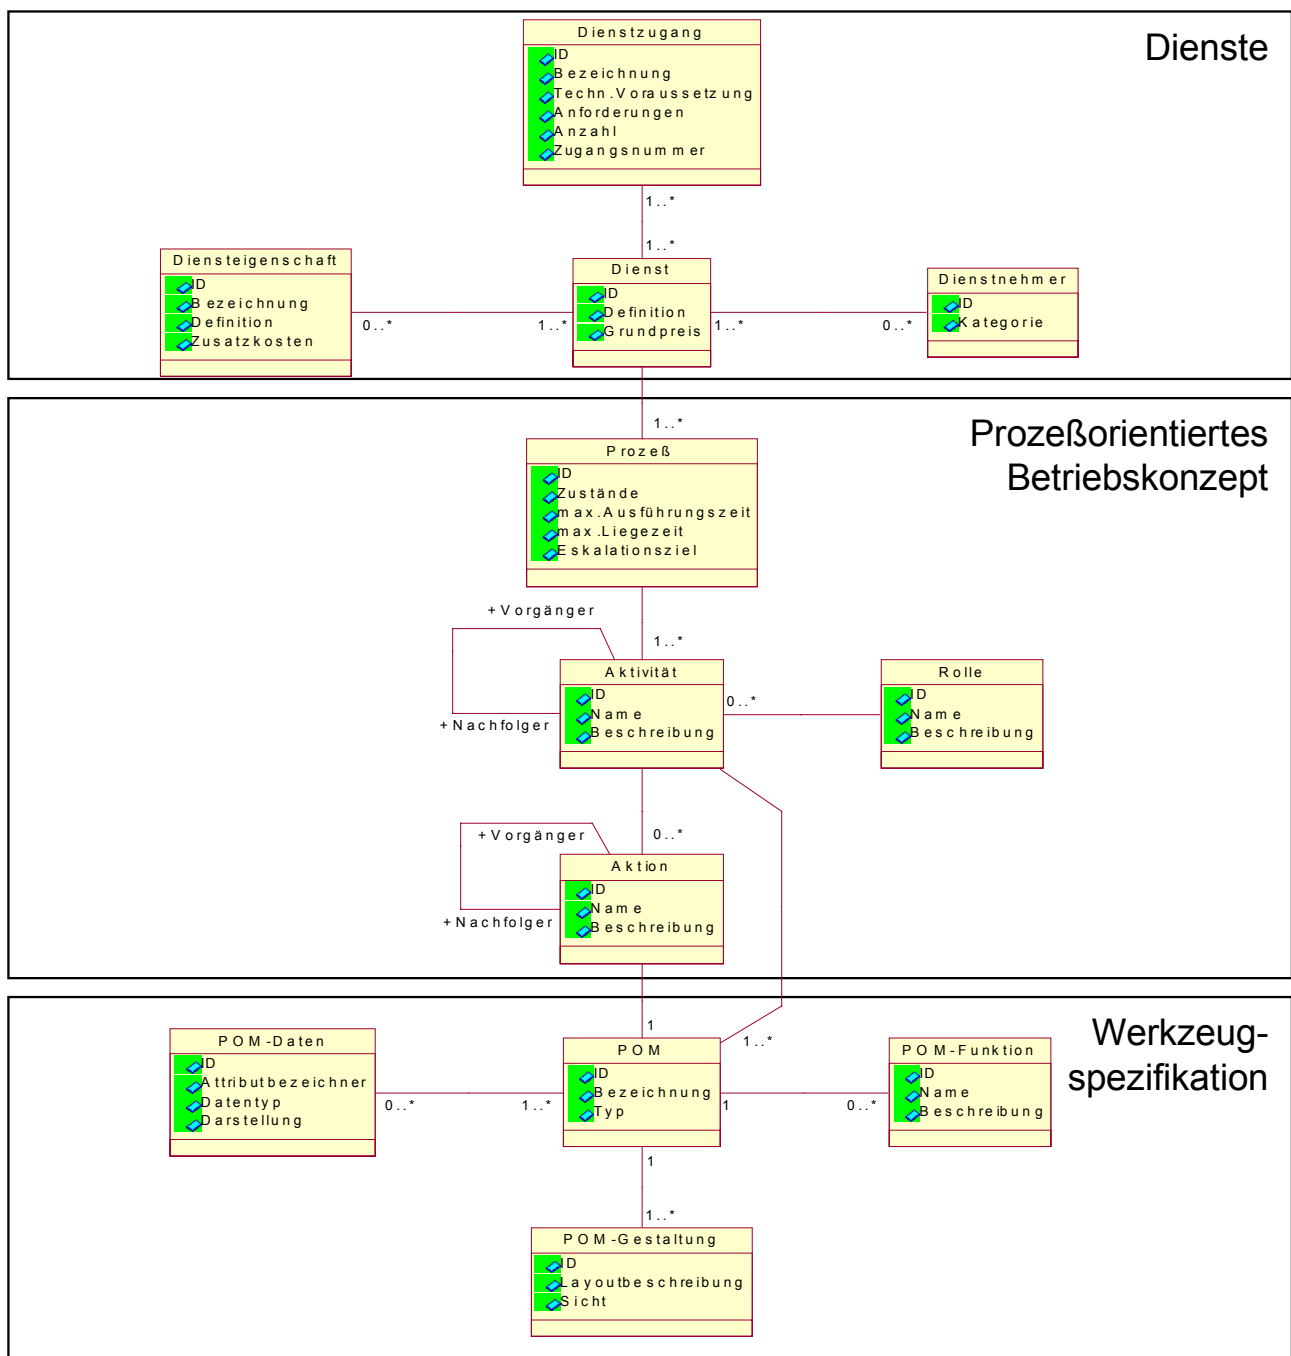 Dienste
Dienstzugang
ID
Bezeichnung
Techn.Voraussetzung
Anforderungen
Anzahl
Zugangsnummer
1..*
1..*
Diensteigenschaft
ID
Bezeichnung
Definition
Zusatzkosten
0..*
1..*
Dienst
ID
Definition
Grundpreis
1..*
0..*
Dienstnehmer
ID
Kategorie
Prozeßorientiertes
Betriebskonzept
1..*
Prozeß
ID
Zustände
max.Ausführungszeit
max.Liegezeit
Eskalationsziel
+Vorgänger
1..*
Aktivität
ID
Name
Beschreibung
+Nachfolger
0..*
Rolle
ID
Name
Beschreibung
+Vorgänger
0..*
Aktion
ID
Name
Beschreibung
+Nachfolger
Werkzeug-
spezifikation
1
1..*
POM-Daten
ID
Attributbezeichner
Datentyp
Darstellung
0..*
1..*
POM
ID
Bezeichnung
Typ
1
0..*
POM-Funktion
ID
Name
Beschreibung
1
1..*
POM-Gestaltung
ID
Layoutbeschreibung
Sicht